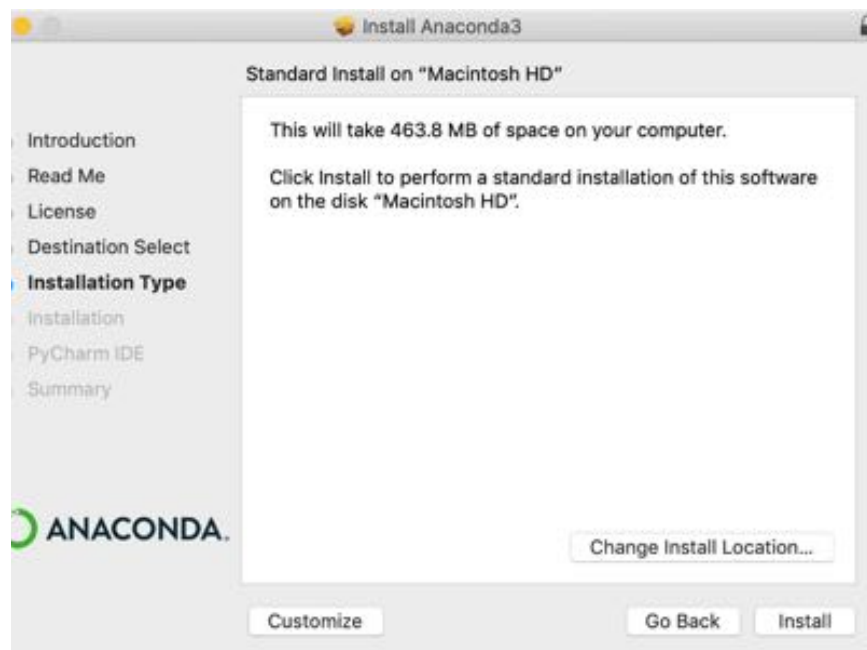 Install Anaconda3
Standard Install on “Macintosh HD”
Introduction
Read Me
License
Destination Select
Installation Type
Installation
PyCharm IDE
Summary
This will take 463.8 MB of space on your computer.
Click Install to perform a standard installation of this software
on the disk “Macintosh HD”.
ANACONDA.
Change Install Location...
Customize
Go Back
Install